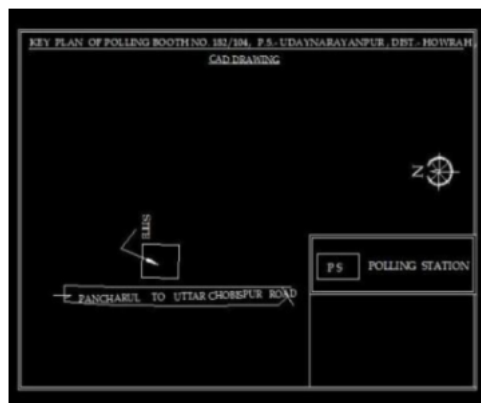 KEY PLAN OF POLLING BOOTH NO. 182/104, P.S.- UDAYNARAYANPUR, DIST.- HOWRAH,
CAD DRAWING
N
SITE
PS POLLING STATION
PANCHARUL TO UTTAR CHOBISPUR ROAD